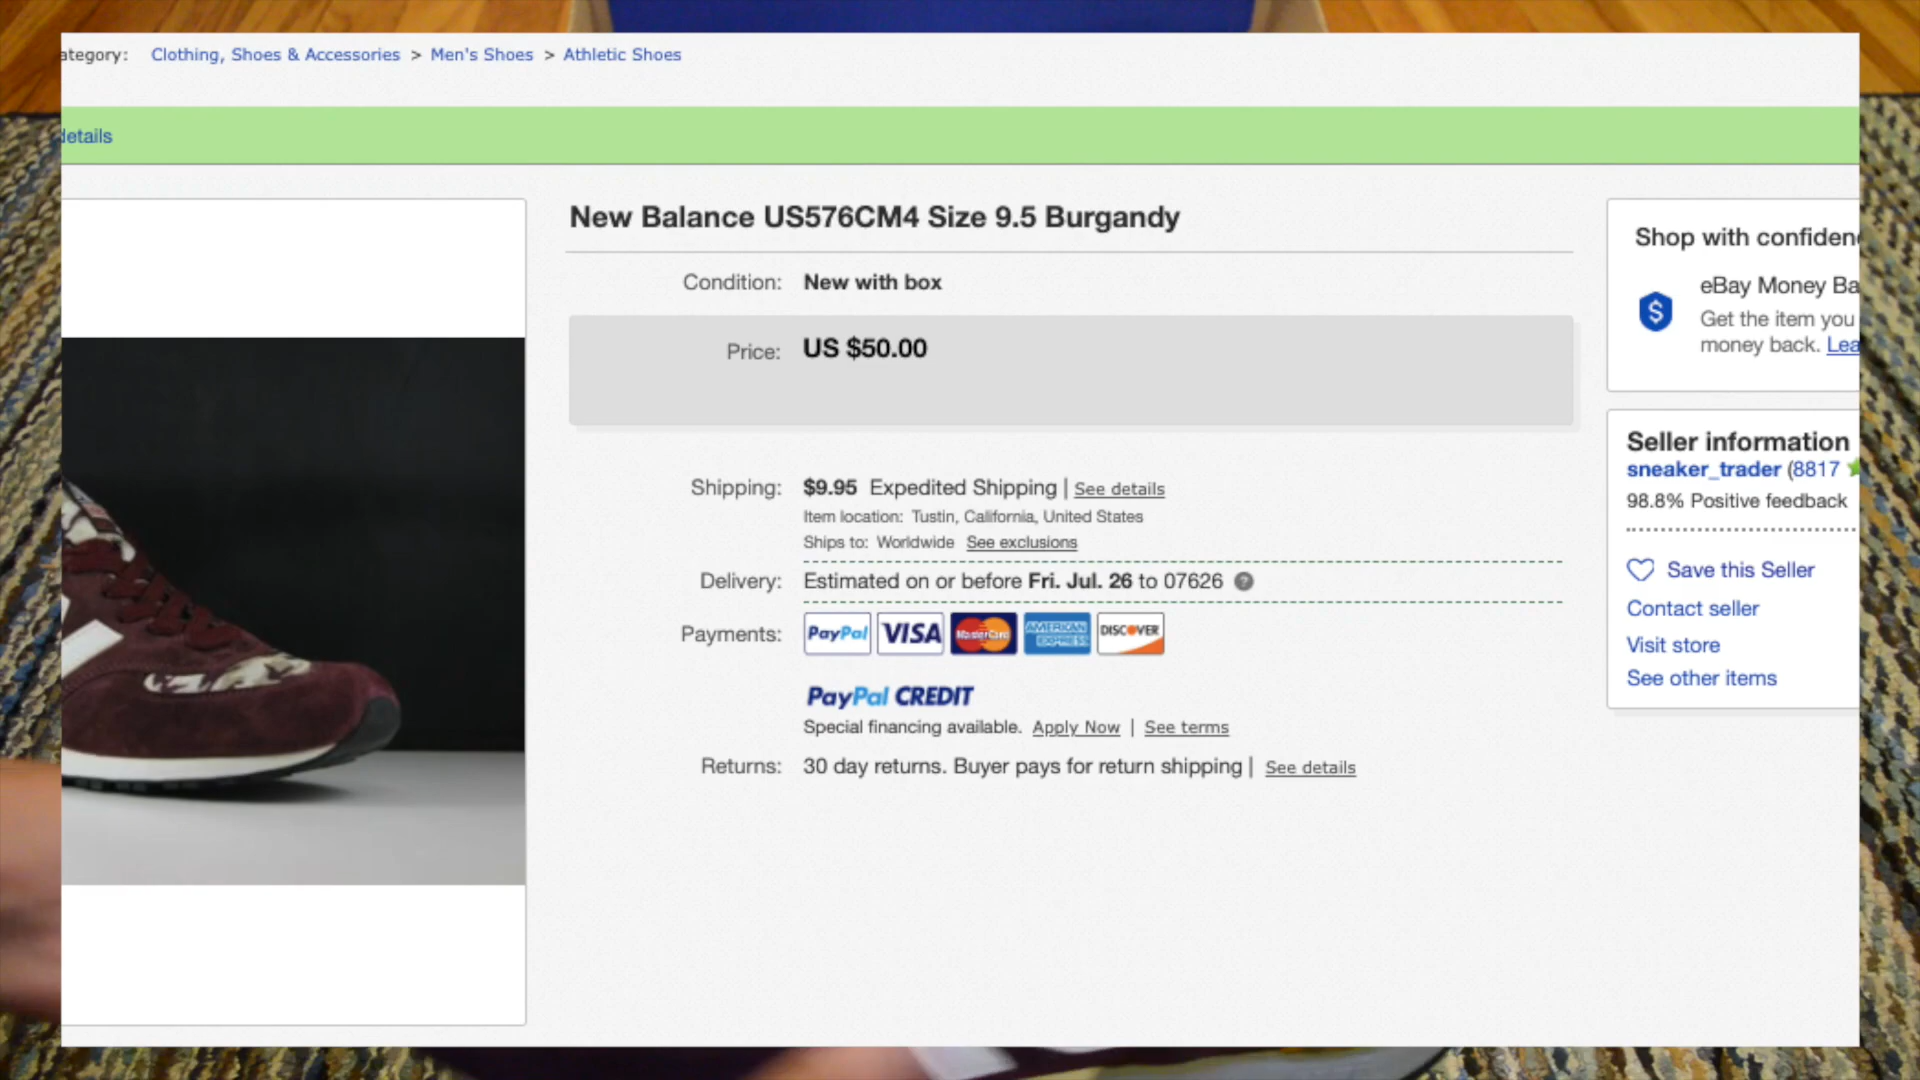 ategory: Clothing, Shoes & Accessories > Men's Shoes > Athletic Shoes
details
New Balance US576CM4 Size 9.5 Burgandy
Condition: New with box
Price: US $50.00
Shipping: $9.95 Expedited Shipping | See details
Item location: Tustin, California, United States
Ships to: Worldwide See exclusions
Delivery: Estimated on or before Fri. Jul. 26 to 07626 ?
Payments: PayPal VISA MasterCard AMERICAN EXPRESS DISCOVER
PayPal CREDIT
Special financing available. Apply Now | See terms
Returns: 30 day returns. Buyer pays for return shipping | See details
Shop with confiden
$
eBay Money Ba
Get the item you
money back. Lea
Seller information
sneaker_trader (8817
98.8% Positive feedback
Save this Seller
Contact seller
Visit store
See other items